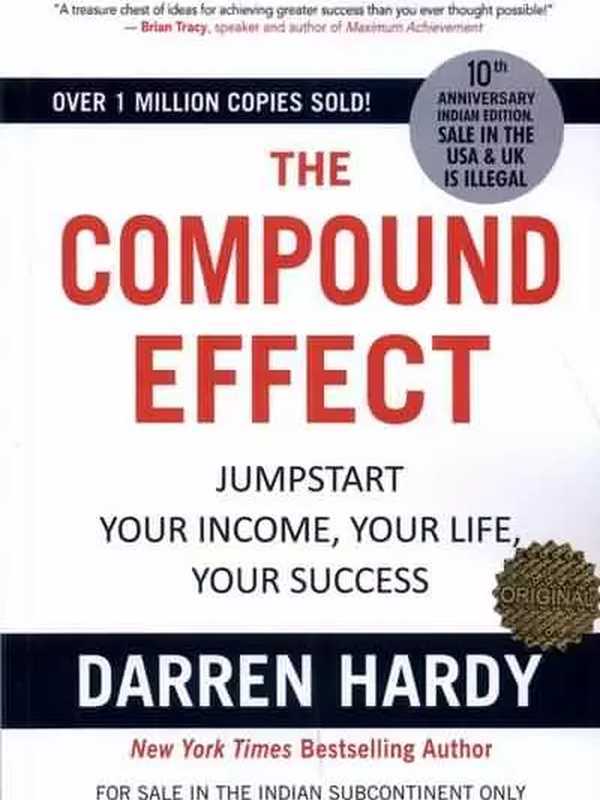 "A treasure chest of ideas for achieving greater success than you ever thought possible!"
— Brian Tracy, speaker and author of Maximum Achievement
OVER 1 MILLION COPIES SOLD!
10th
ANNIVERSARY
INDIAN EDITION.
SALE IN THE
USA & UK
IS ILLEGAL
THE
COMPOUND
EFFECT
JUMPSTART
YOUR INCOME, YOUR LIFE,
YOUR SUCCESS
ORIGINAL
DARREN HARDY
New York Times Bestselling Author
FOR SALE IN THE INDIAN SUBCONTINENT ONLY